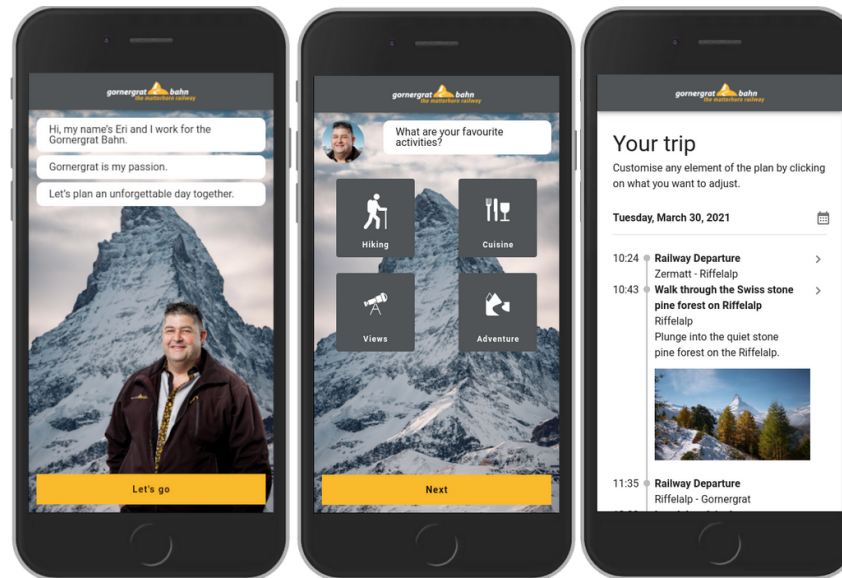 gornergrat bahn
the matterhorn railway
Hi, my name's Eri and I work for the
Gornergrat Bahn.
Gornergrat is my passion.
Let's plan an unforgettable day together.
Let's go
gornergrat bahn
the matterhorn railway
What are your favourite
activities?
Hiking
Cuisine
Views
Adventure
Next
gornergrat bahn
the matterhorn railway
Your trip
Customise any element of the plan by clicking
on what you want to adjust.
Tuesday, March 30, 2021
10:24 Railway Departure
Zermatt - Riffelalp
10:43 Walk through the Swiss stone
pine forest on Riffelalp
Riffelalp
Plunge into the quiet stone
pine forest on the Riffelalp.
11:35 Railway Departure
Riffelalp - Gornergrat